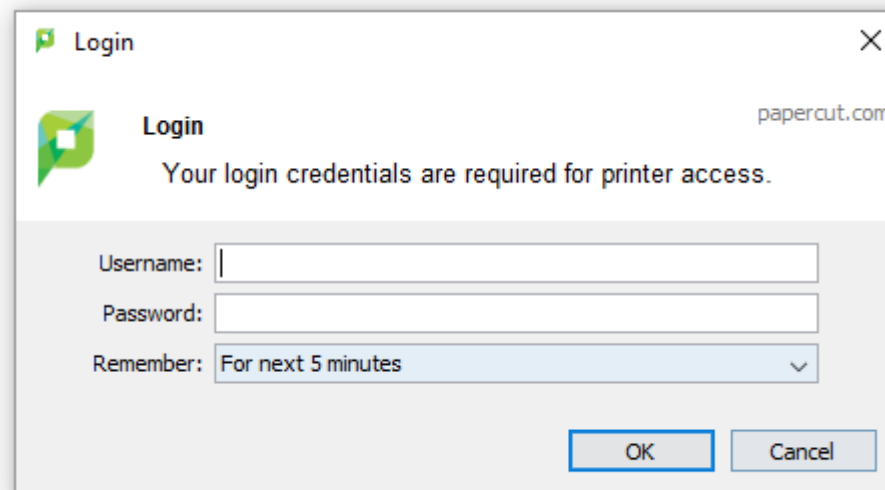 Login
papercut.com
Login
Your login credentials are required for printer access.
Username:
Password:
Remember: For next 5 minutes
OK Cancel